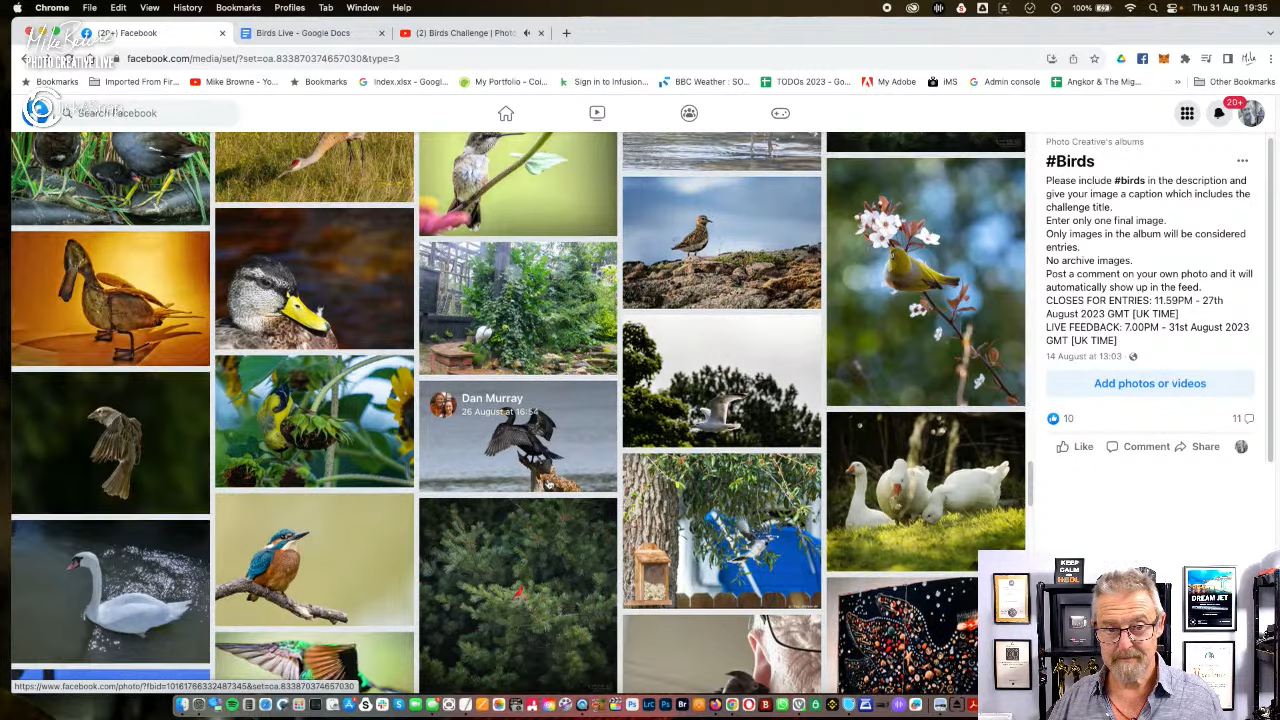 Chrome File Edit View History Bookmarks Profiles Tab Window Help
100% Thu 31 Aug 19:35
(20+) Facebook
Birds Live - Google Docs
(2) Birds Challenge | Phot
facebook.com/media/set/?set=oa.833870374657030&type=3
Bookmarks
Imported From Fir...
Mike Browne - Yo...
Bookmarks
Index.xlsx - Googl...
My Portfolio - Coi...
Sign in to Infusion...
BBC Weather : SO...
TODOs 2023 - Goo...
My Adobe
iMS
Admin console
Angkor & The Mig...
Other Bookmarks
PHOTO CREATIVE LIVE
Search Facebook
20+
Photo Creative's albums
#Birds
Please include #birds in the description and
give your image a caption which includes the
challenge title.
Enter only one final image.
Only images in the album will be considered
entries.
No archive images.
Post a comment on your own photo and it will
automatically show up in the feed.
CLOSES FOR ENTRIES: 11.59PM - 27th
August 2023 GMT [UK TIME]
LIVE FEEDBACK: 7.00PM - 31st August 2023
GMT [UK TIME]
14 August at 13:03
Add photos or videos
10
11
Like Comment Share
Dan Murray
26 August at 16:54
KEEP
CALM
AND
DREAM JET
https://www.facebook.com/photo/?fbid=10161766332487345&set=oa.833870374657030